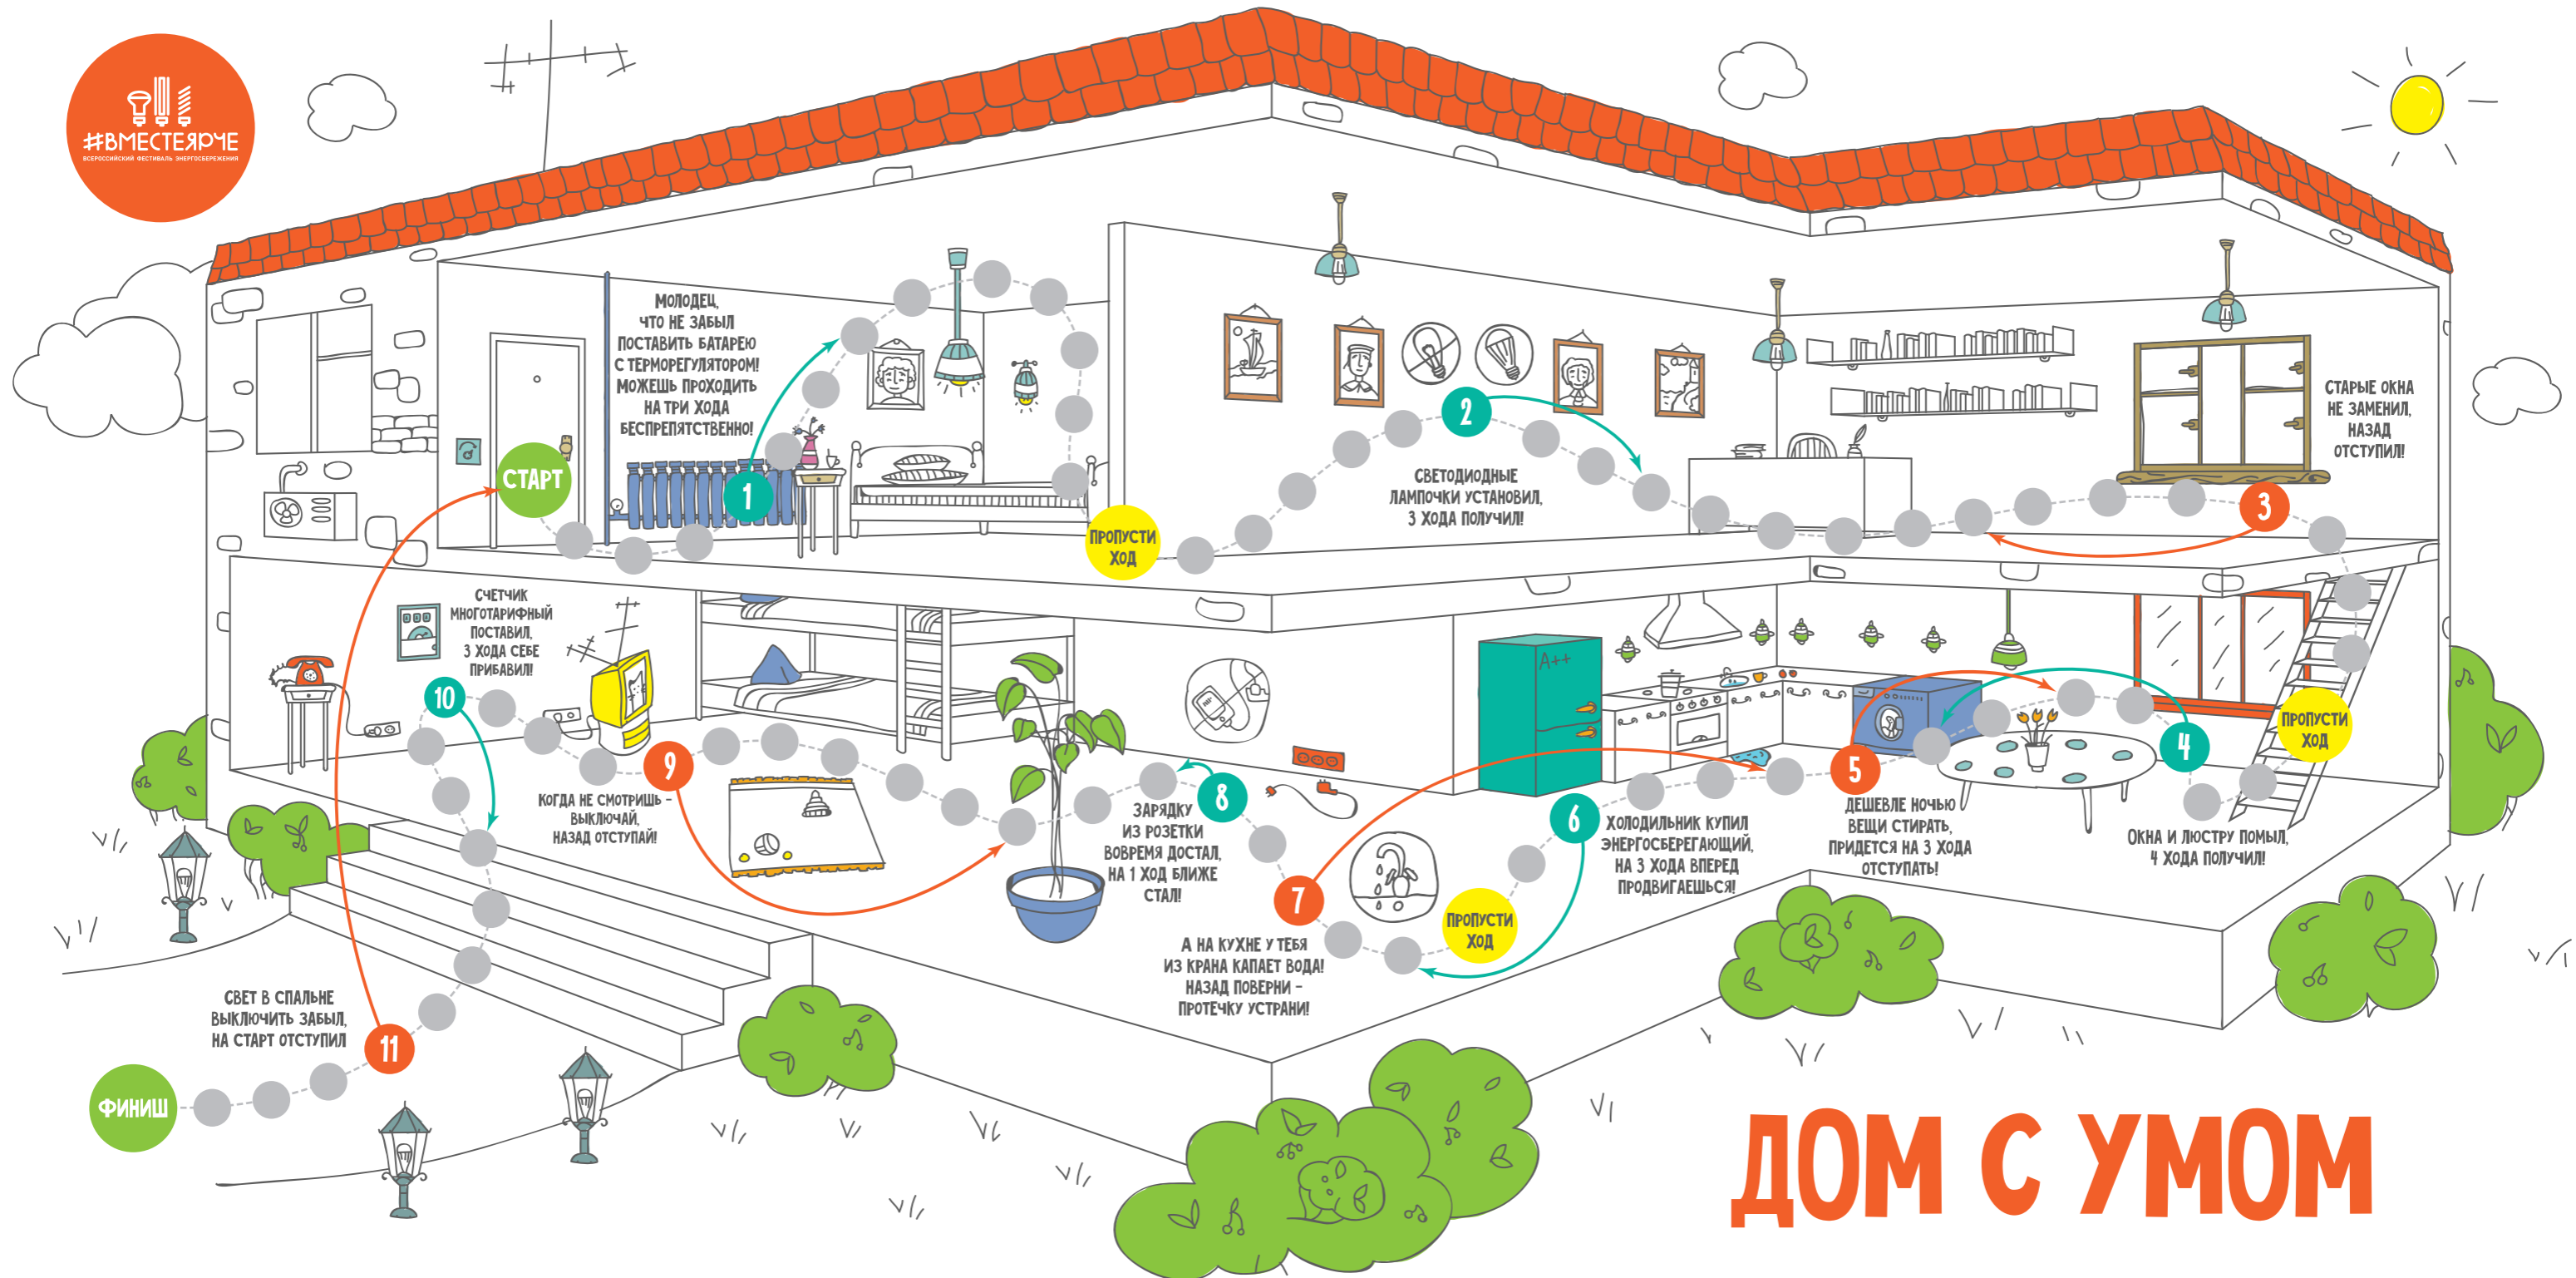 #ВМЕСТЕЯРЧЕ
ВСЕРОССИЙСКИЙ ФЕСТИВАЛЬ ЭНЕРГОСБЕРЕЖЕНИЯ
СТАРТ
МОЛОДЕЦ,
ЧТО НЕ ЗАБЫЛ
ПОСТАВИТЬ БАТАРЕЮ
С ТЕРМОРЕГУЛЯТОРОМ!
МОЖЕШЬ ПРОХОДИТЬ
НА ТРИ ХОДА
БЕСПРЕПЯТСТВЕННО!
1
ПРОПУСТИ
ХОД
2
СВЕТОДИОДНЫЕ
ЛАМПОЧКИ УСТАНОВИЛ,
3 ХОДА ПОЛУЧИЛ!
СТАРЫЕ ОКНА
НЕ ЗАМЕНИЛ,
НАЗАД
ОТСТУПИЛ!
3
ПРОПУСТИ
ХОД
4
ОКНА И ЛЮСТРУ ПОМЫЛ,
4 ХОДА ПОЛУЧИЛ!
5
ДЕШЕВЛЕ НОЧЬЮ
ВЕЩИ СТИРАТЬ,
ПРИДЕТСЯ НА 3 ХОДА
ОТСТУПАТЬ!
A++
6
ХОЛОДИЛЬНИК КУПИЛ
ЭНЕРГОСБЕРЕГАЮЩИЙ,
НА 3 ХОДА ВПЕРЕД
ПРОДВИГАЕШЬСЯ!
ПРОПУСТИ
ХОД
7
А НА КУХНЕ У ТЕБЯ
ИЗ КРАНА КАПАЕТ ВОДА!
НАЗАД ПОВЕРНИ –
ПРОТЕЧКУ УСТРАНИ!
8
ЗАРЯДКУ
ИЗ РОЗЕТКИ
ВОВРЕМЯ ДОСТАЛ,
НА 1 ХОД БЛИЖЕ
СТАЛ!
9
КОГДА НЕ СМОТРИШЬ –
ВЫКЛЮЧАЙ,
НАЗАД ОТСТУПАЙ!
СЧЕТЧИК
МНОГОТАРИФНЫЙ
ПОСТАВИЛ,
3 ХОДА СЕБЕ
ПРИБАВИЛ!
10
СВЕТ В СПАЛЬНЕ
ВЫКЛЮЧИТЬ ЗАБЫЛ,
НА СТАРТ ОТСТУПИЛ
11
ФИНИШ
ДОМ С УМОМ